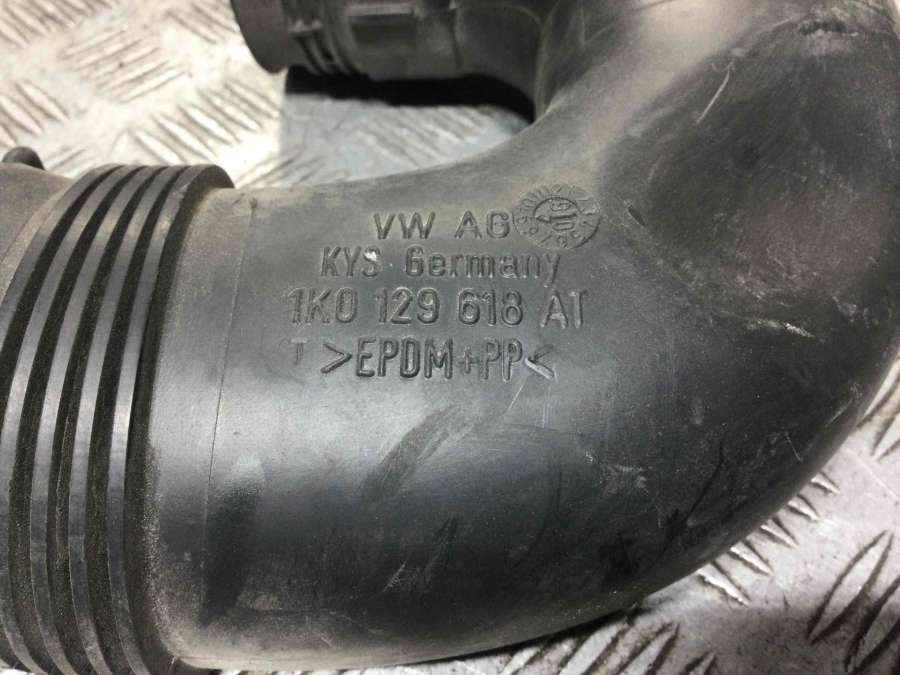 VW AG
KYS Germany
1K0 129 618 AT
T >EPDM+PP<